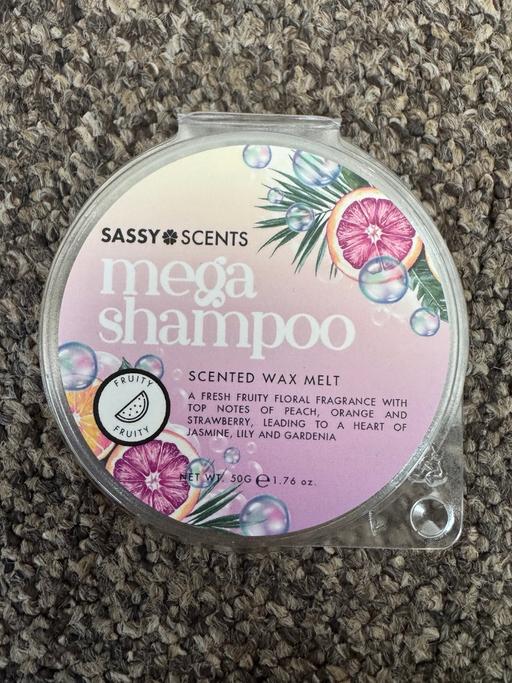 SASSY SCENTS
mega
shampoo
SCENTED WAX MELT
A FRESH FRUITY FLORAL FRAGRANCE WITH
TOP NOTES OF PEACH, ORANGE AND
STRAWBERRY, LEADING TO A HEART OF
JASMINE, LILY AND GARDENIA
FRUITY
FRUITY
NET WT. 50G ℮ 1.76 oz.